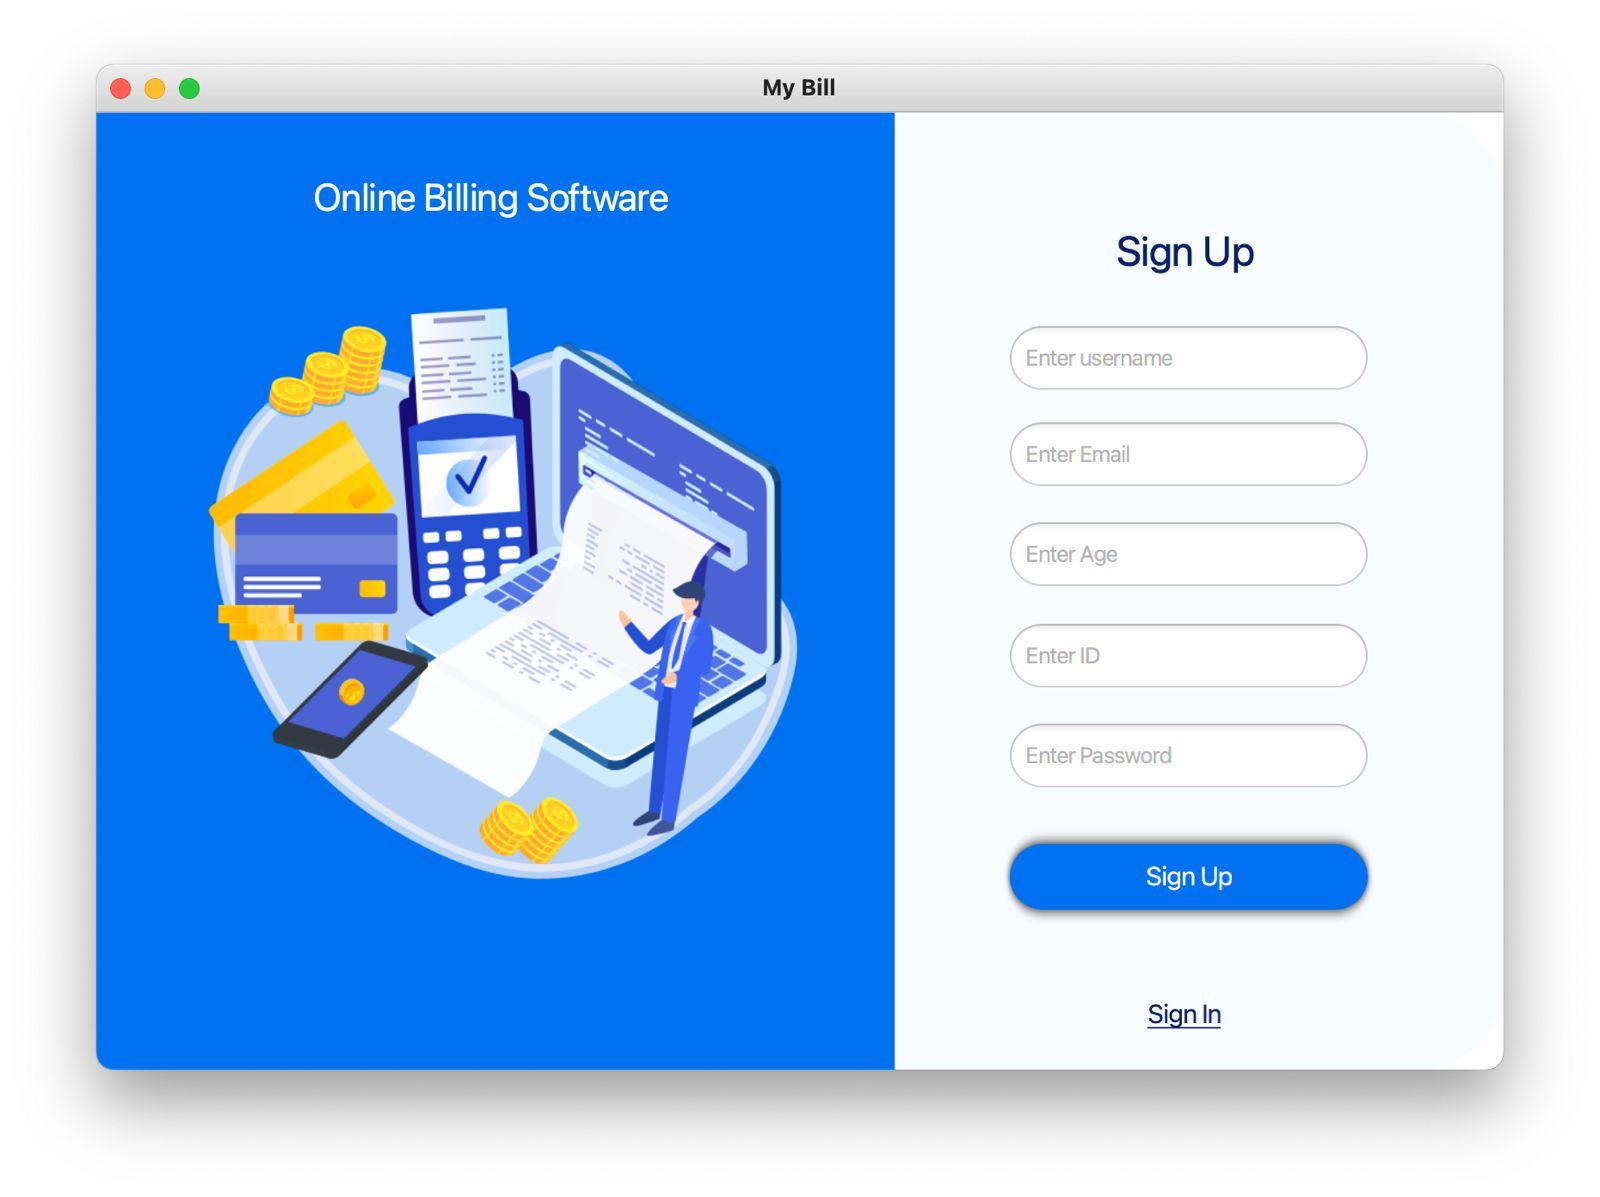 My Bill
Online Billing Software
Sign Up
Enter username
Enter Email
Enter Age
Enter ID
Enter Password
Sign Up
Sign In